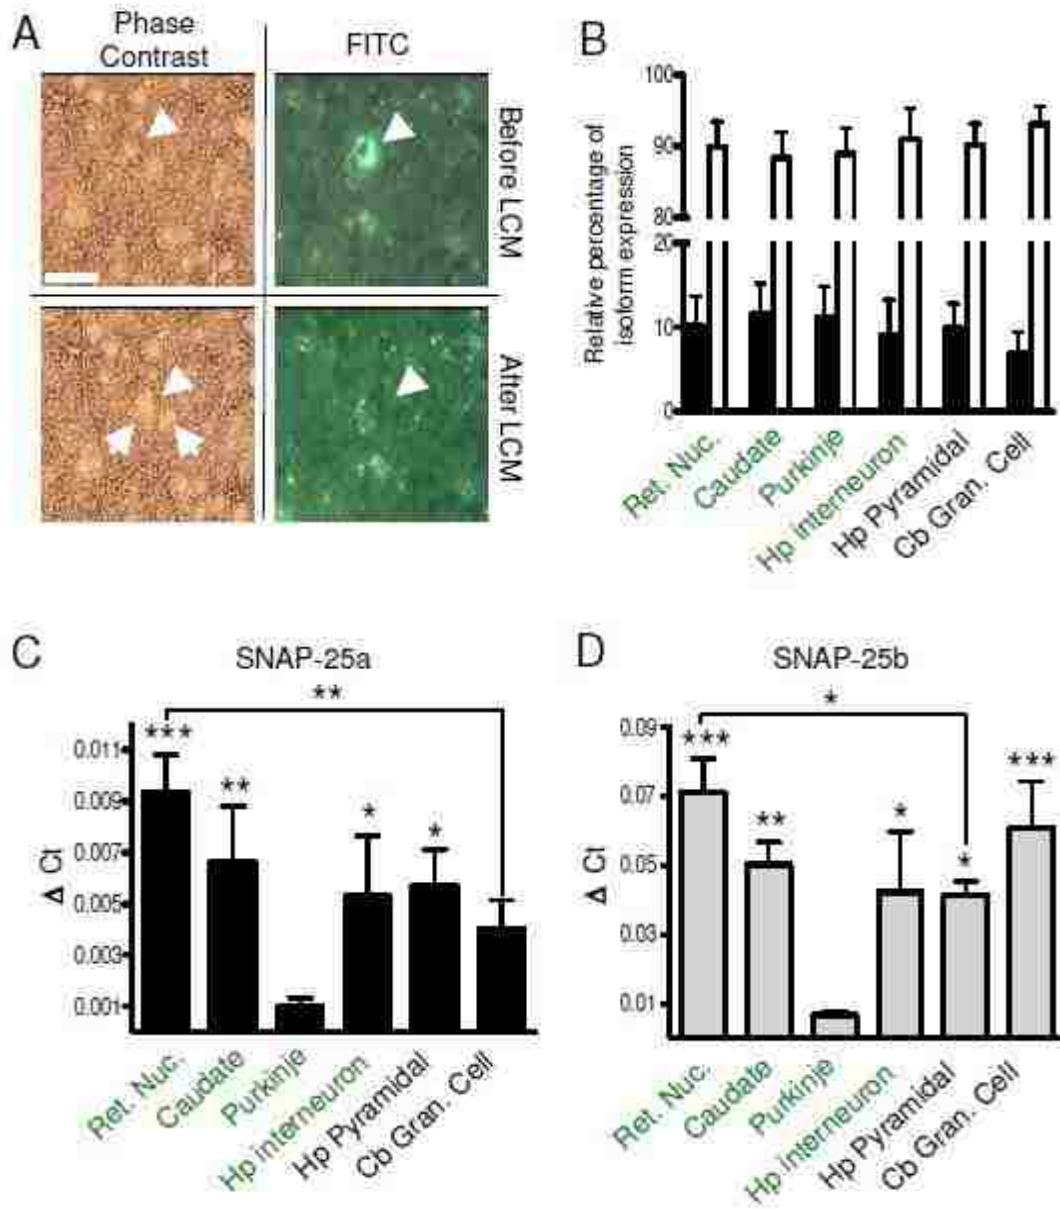 A
Phase
Contrast
FITC
Before LCM
After LCM
B
Relative percentage of
isoform expression
100
90
80
20
10
0
Ret. Nuc.
Caudate
Purkinje
Hp interneuron
Hp Pyramidal
Cb Gran. Cell
C
SNAP-25a
**
Δ Ct
0.011
0.009
0.007
0.005
0.003
0.001
***
**
*
*
Ret. Nuc.
Caudate
Purkinje
Hp interneuron
Hp Pyramidal
Cb Gran. Cell
D
SNAP-25b
*
Δ Ct
0.09
0.07
0.05
0.03
0.01
***
**
*
*
***
Ret. Nuc.
Caudate
Purkinje
Hp interneuron
Hp Pyramidal
Cb Gran. Cell